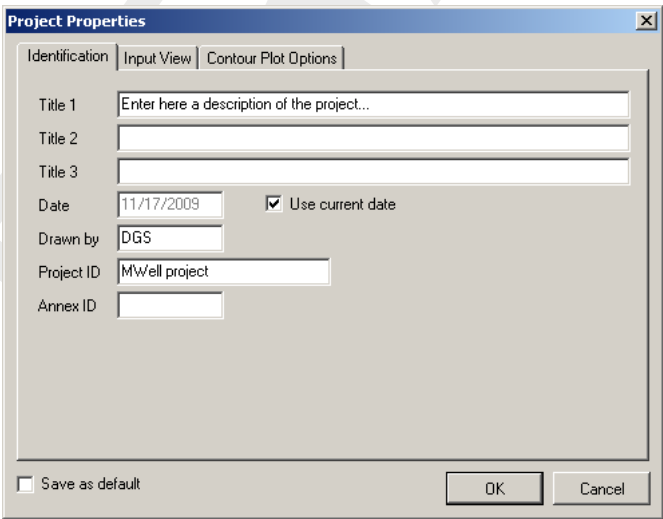 Project Properties
Identification Input View Contour Plot Options
Title 1 Enter here a description of the project...
Title 2
Title 3
Date 11/17/2009 Use current date
Drawn by DGS
Project ID MWell project
Annex ID
Save as default OK Cancel